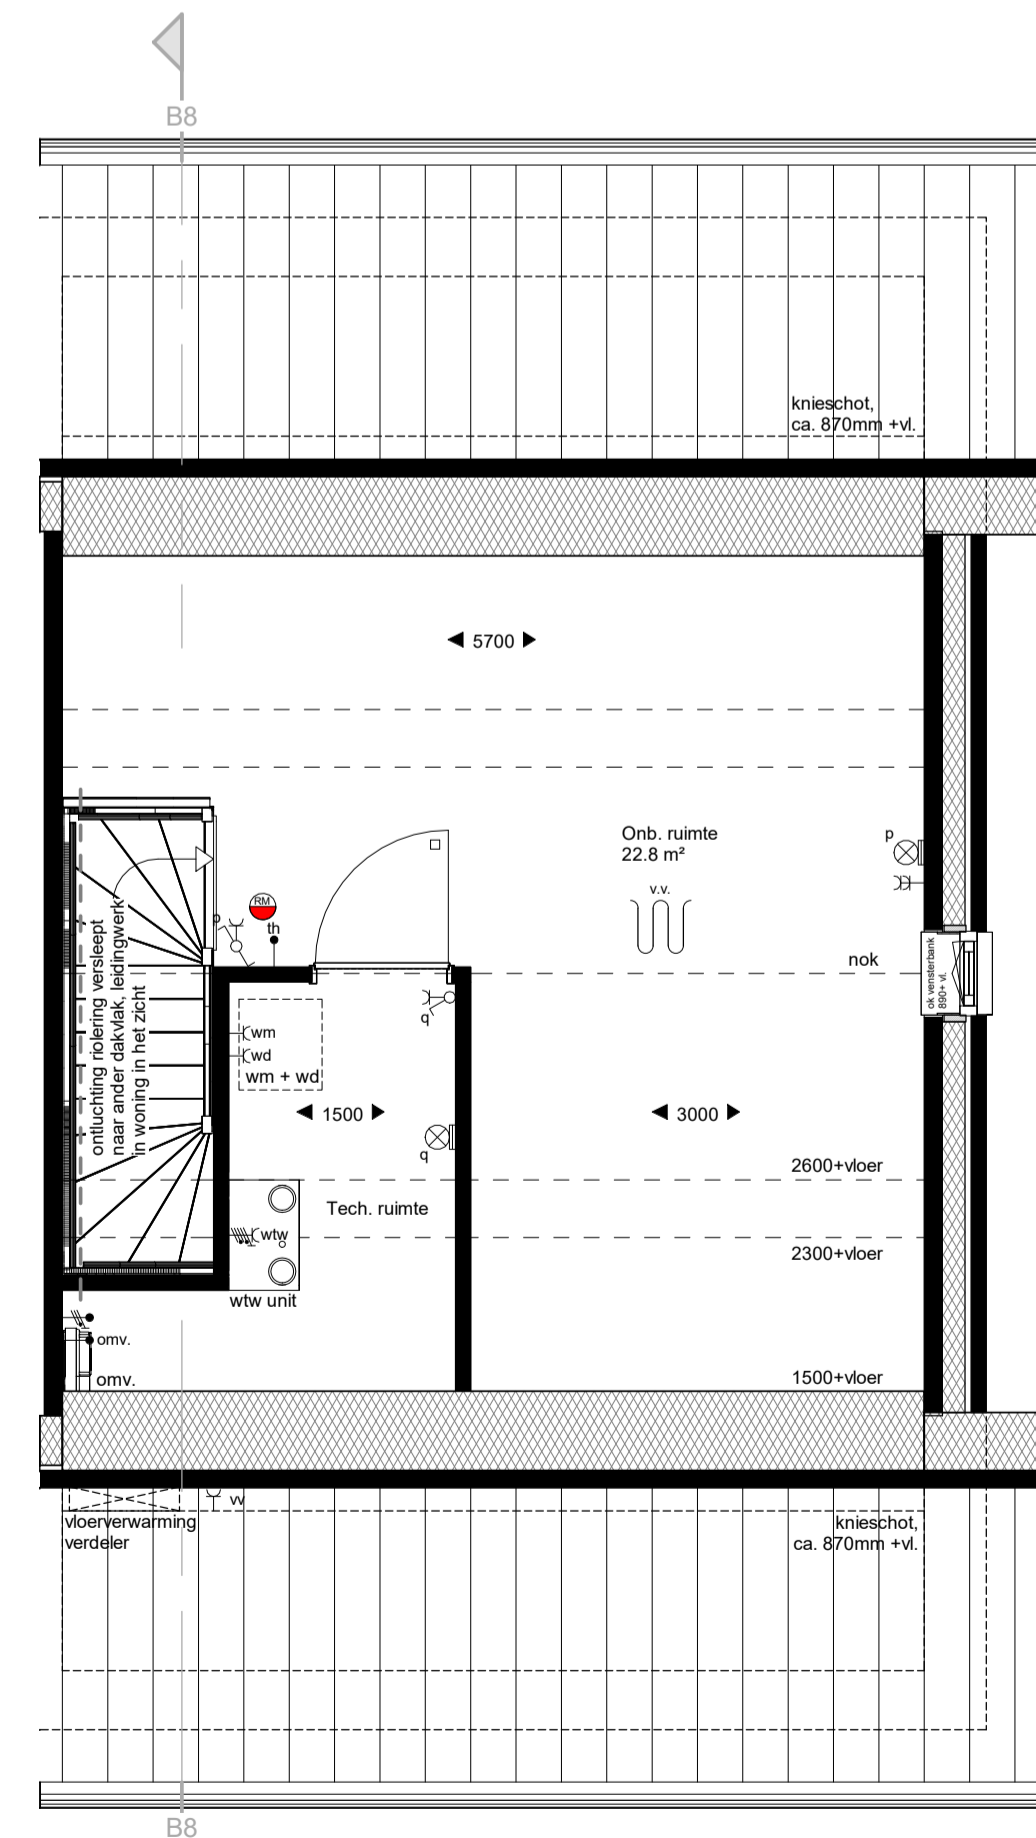 B8
knieschot,
ca. 870mm +vl.
5700
Onb. ruimte
22.8 m²
v.v.
p
RM
p
th
nok
ok vensterbank
890+ vl.
ontluchting riolering versleept
naar ander dakvlak, leidingwerk
in woning in het zicht
q
wm
wd
wm + wd
1500
3000
q
2600+vloer
Tech. ruimte
wtw
2300+vloer
wtw unit
omv.
omv.
1500+vloer
vv
vloerverwarming
verdeler
knieschot,
ca. 870mm +vl.
B8